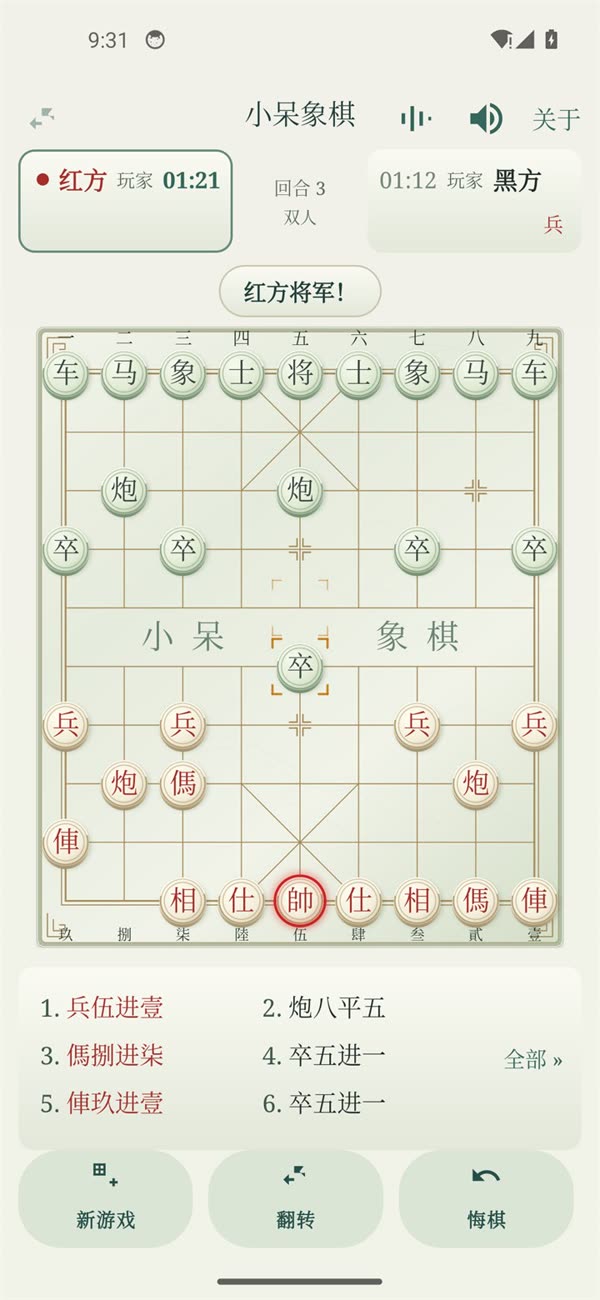 9:31
小呆象棋
关于
红方 玩家 01:21
回合 3
双人
01:12 玩家 黑方
兵
红方将军！
一 二 三 四 五 六 七 八 九
车 马 象 士 将 士 象 马 车
炮 炮
卒 卒 卒 卒
小呆 象棋
卒
兵 兵 兵 兵
炮 傌 炮
俥
相 仕 帥 仕 相 傌 俥
玖 捌 柒 陸 伍 肆 叁 貳 壹
1. 兵伍进壹 2. 炮八平五
3. 傌捌进柒 4. 卒五进一
全部 »
5. 俥玖进壹 6. 卒五进一
新游戏 翻转 悔棋